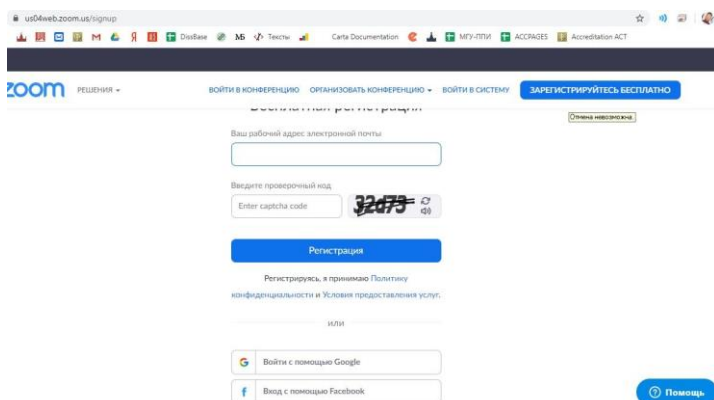 us04web.zoom.us/signup
DissBase МБ Тексты Carta Documentation МГУ-ППИ ACCPAGES Accreditation ACT
zoom РЕШЕНИЯ ВОЙТИ В КОНФЕРЕНЦИЮ ОРГАНИЗОВАТЬ КОНФЕРЕНЦИЮ ВОЙТИ В СИСТЕМУ ЗАРЕГИСТРИРУЙТЕСЬ БЕСПЛАТНО
Бесплатная регистрация
Отмена невозможна.
Ваш рабочий адрес электронной почты
Введите проверочный код
Enter captcha code 32d73
Регистрация
Регистрируясь, я принимаю Политику
конфиденциальности и Условия предоставления услуг.
или
Войти с помощью Google
Вход с помощью Facebook
Помощь